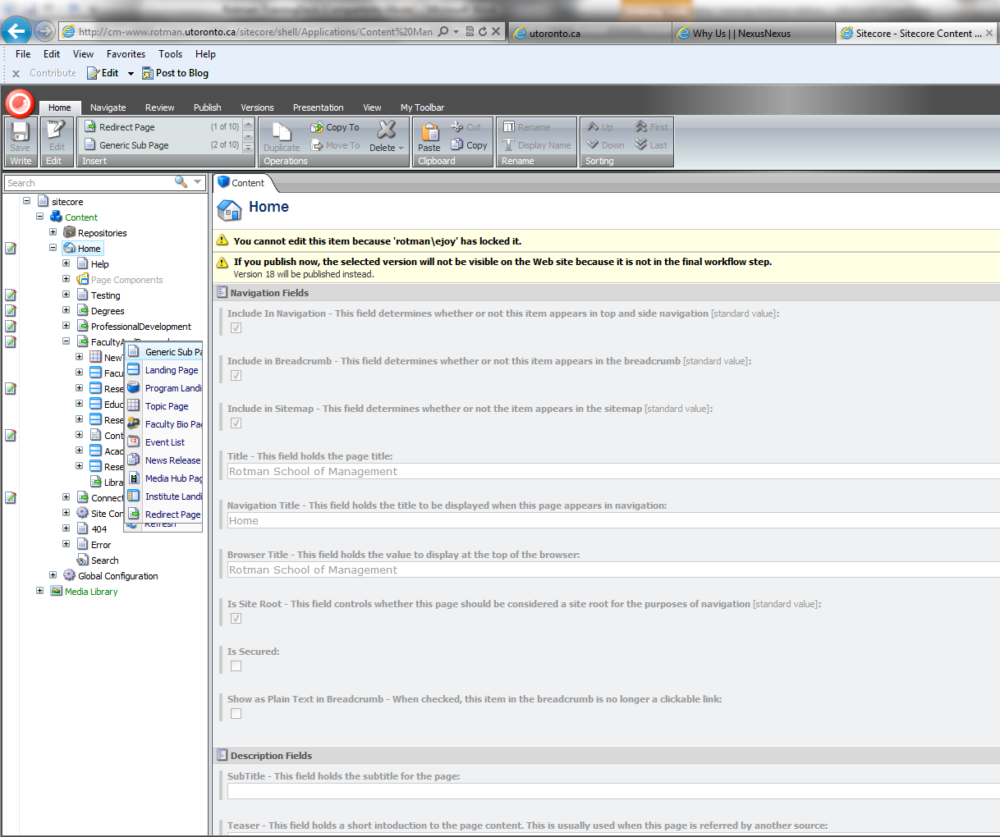 http://cm-www.rotman.utoronto.ca/sitecore/shell/Applications/Content%20Man
utoronto.ca
Why Us | | NexusNexus
Sitecore - Sitecore Content ...
File Edit View Favorites Tools Help
x Contribute Edit Post to Blog
Home Navigate Review Publish Versions Presentation View My Toolbar
Save
Write
Edit
Edit
Redirect Page (1 of 10)
Generic Sub Page (2 of 10)
Insert
Duplicate
Copy To
Move To
Delete
Operations
Paste
Cut
Copy
Clipboard
Rename
Display Name
Rename
Up First
Down Last
Sorting
Search
sitecore
Content
Repositories
Home
Help
Page Components
Testing
Degrees
ProfessionalDevelopment
FacultyA
New
Facu
Rese
Educ
Rese
Cont
Acac
Rese
Libra
Connect
Site Con
404
Error
Search
Global Configuration
Media Library
Generic Sub Pa
Landing Page
Program Landi
Topic Page
Faculty Bio Pag
Event List
News Release
Media Hub Pag
Institute Landi
Redirect Page
Refresh
Content
Home
You cannot edit this item because 'rotman\ejoy' has locked it.
If you publish now, the selected version will not be visible on the Web site because it is not in the final workflow step.
Version 18 will be published instead.
Navigation Fields
Include In Navigation - This field determines whether or not this item appears in top and side navigation [standard value]:
Include in Breadcrumb - This field determines whether or not this item appears in the breadcrumb [standard value]:
Include in Sitemap - This field determines whether or not the item appears in the sitemap [standard value]:
Title - This field holds the page title:
Rotman School of Management
Navigation Title - This field holds the title to be displayed when this page appears in navigation:
Home
Browser Title - This field holds the value to display at the top of the browser:
Rotman School of Management
Is Site Root - This field controls whether this page should be considered a site root for the purposes of navigation [standard value]:
Is Secured:
Show as Plain Text in Breadcrumb - When checked, this item in the breadcrumb is no longer a clickable link:
Description Fields
SubTitle - This field holds the subtitle for the page:
Teaser - This field holds a short intoduction to the page content. This is usually used when this page is referred by another source: